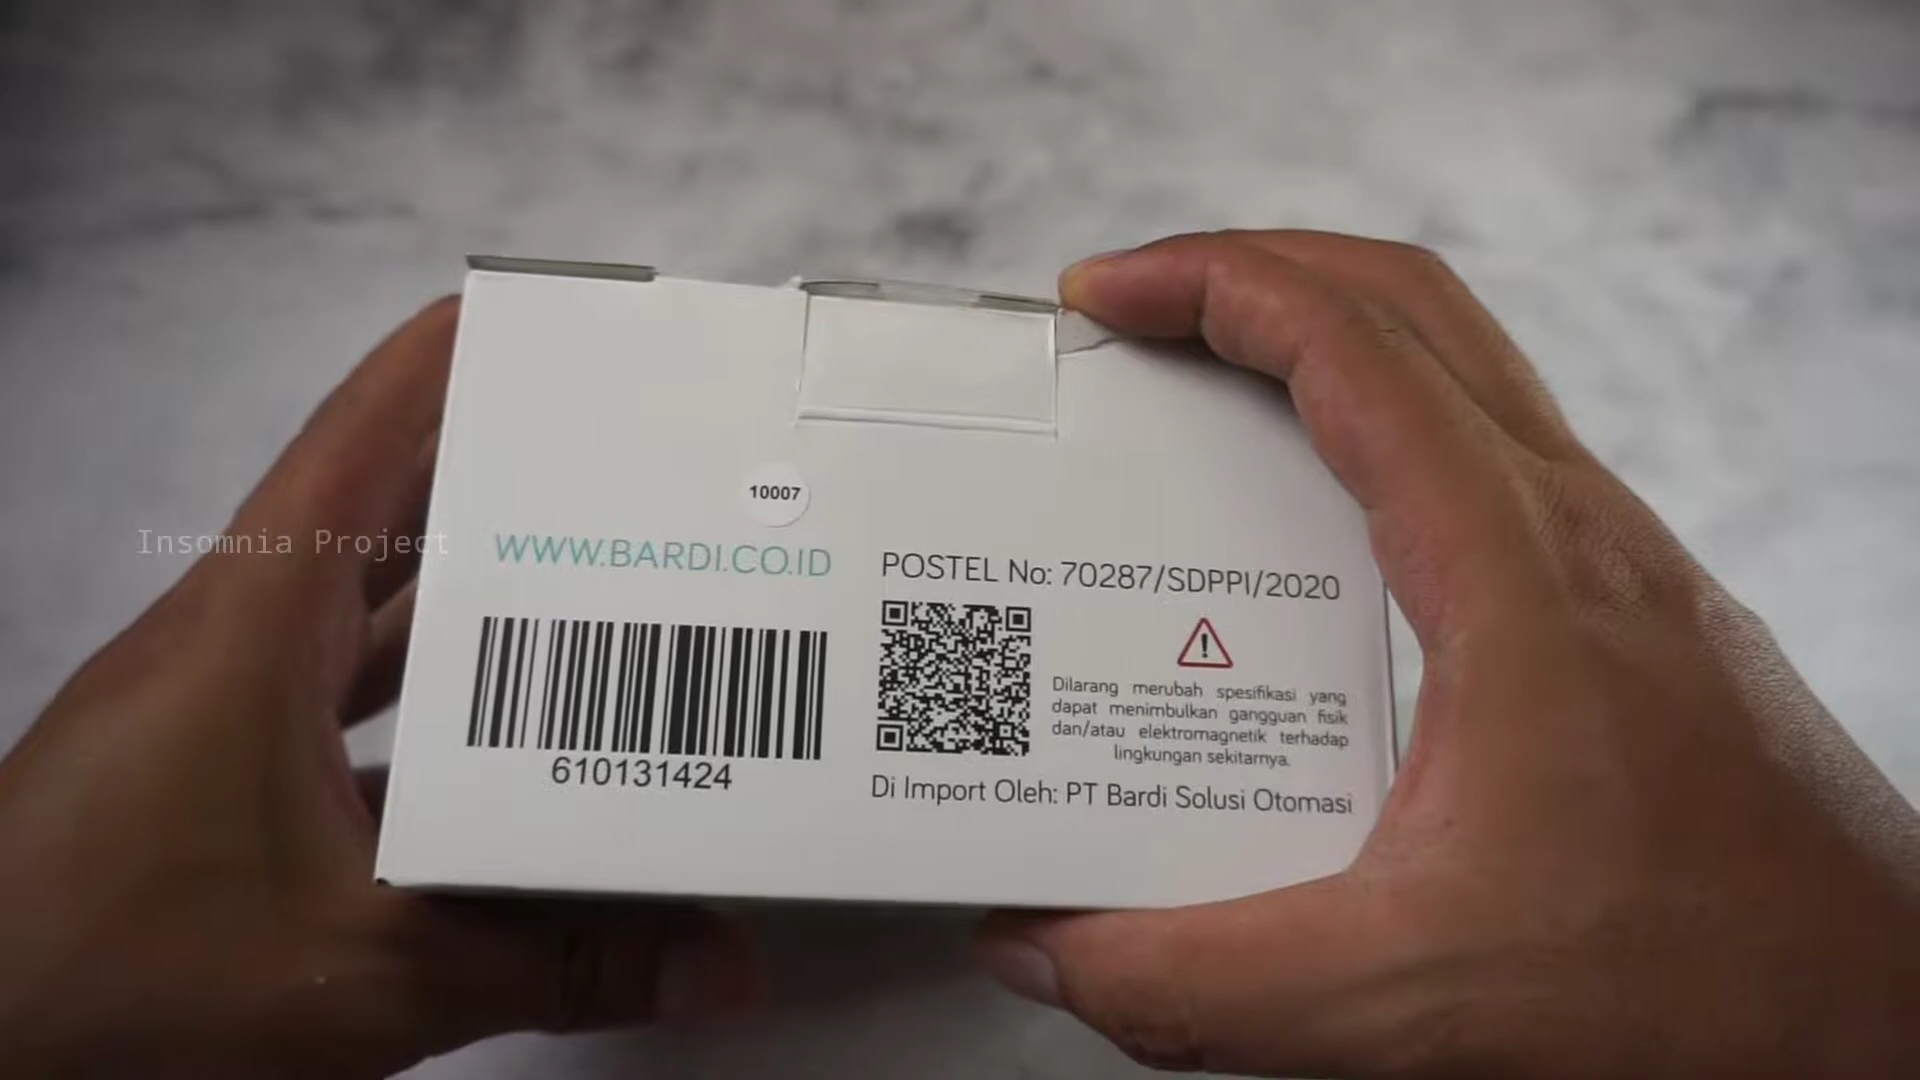 10007
Insomnia Project
WWW.BARDI.CO.ID
610131424
POSTEL No: 70287/SDPPI/2020
Dilarang merubah spesifikasi yang
dapat menimbulkan gangguan fisik
dan/atau elektromagnetik terhadap
lingkungan sekitarnya.
Di Import Oleh: PT Bardi Solusi Otomasi